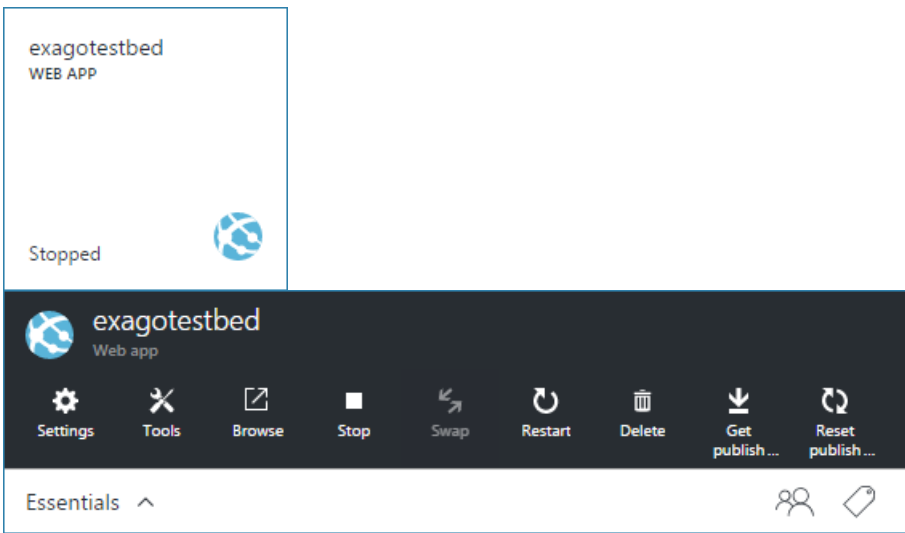 exagotestbed
WEB APP
Stopped
exagotestbed
Web app
Settings Tools Browse Stop Swap Restart Delete Get publish ... Reset publish ...
Essentials